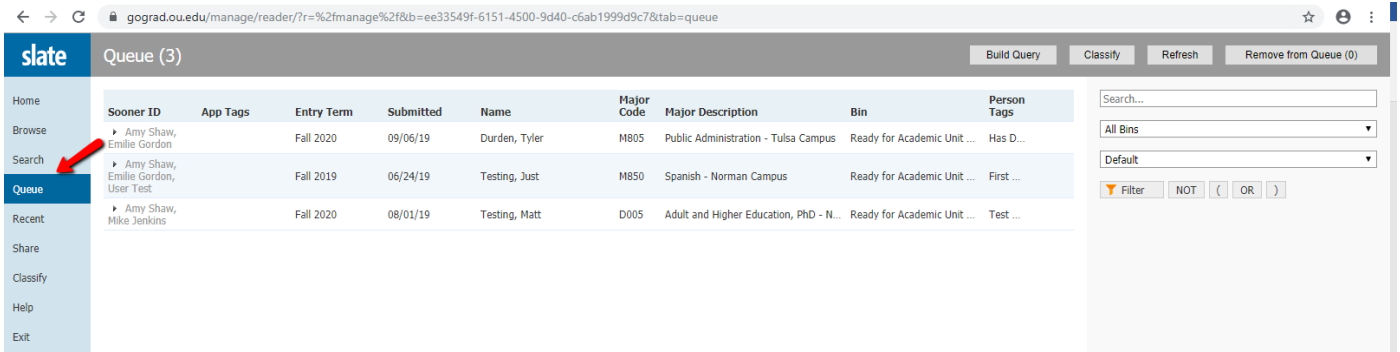 gograd.ou.edu/manage/reader/?r=%2fmanage%2f&b=ee33549f-6151-4500-9d40-c6ab1999d9c7&tab=queue
slate
Queue (3)
Build Query
Classify
Refresh
Remove from Queue (0)
Home
Browse
Search
Queue
Recent
Share
Classify
Help
Exit
Sooner ID App Tags Entry Term Submitted Name Major Code Major Description Bin Person Tags
Amy Shaw,
Emilie Gordon
Fall 2020 09/06/19 Durden, Tyler M805 Public Administration - Tulsa Campus Ready for Academic Unit ... Has D...
Amy Shaw,
Emilie Gordon,
User Test
Fall 2019 06/24/19 Testing, Just M850 Spanish - Norman Campus Ready for Academic Unit ... First ...
Amy Shaw,
Mike Jenkins
Fall 2020 08/01/19 Testing, Matt D005 Adult and Higher Education, PhD - N... Ready for Academic Unit ... Test ...
Search...
All Bins
Default
Filter NOT ( OR )